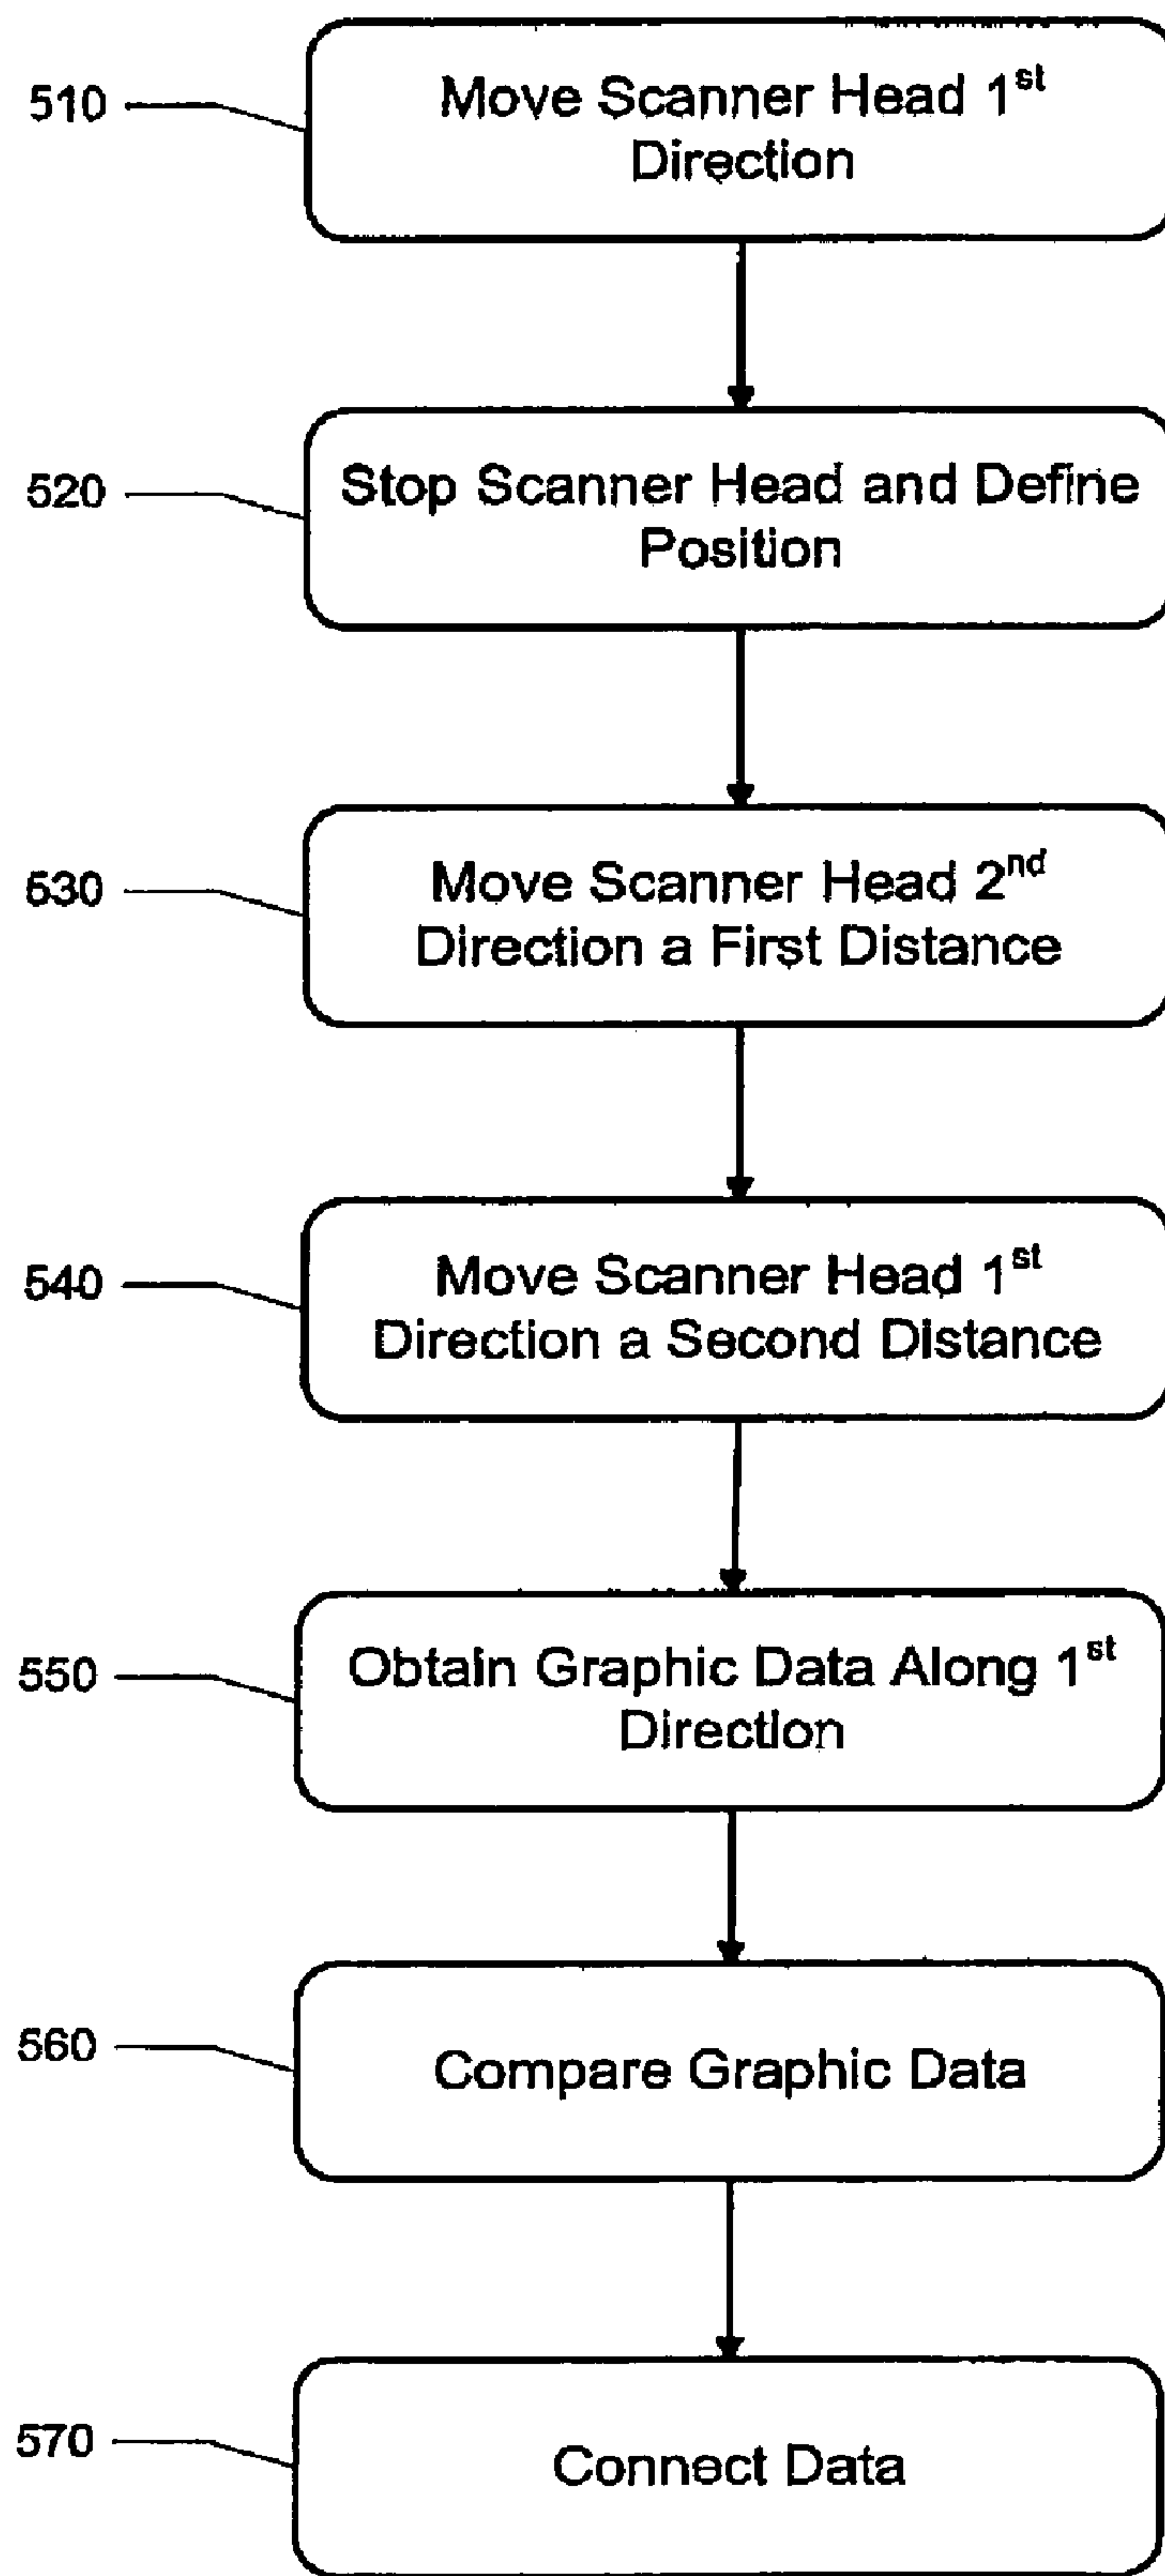 510
Move Scanner Head 1st
Direction
520
Stop Scanner Head and Define
Position
530
Move Scanner Head 2nd
Direction a First Distance
540
Move Scanner Head 1st
Direction a Second Distance
550
Obtain Graphic Data Along 1st
Direction
560
Compare Graphic Data
570
Connect Data